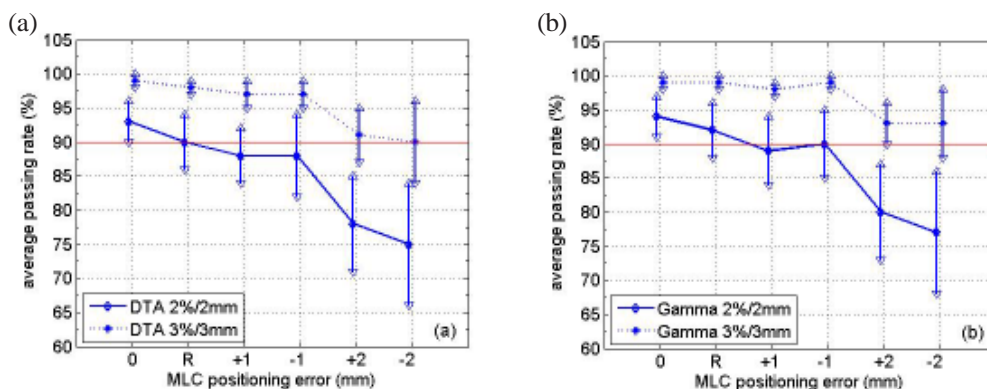 (a)
105
100
95
90
85
80
75
70
65
60
average passing rate (%)
DTA 2%/2mm
DTA 3%/3mm
(a)
0 R +1 -1 +2 -2
MLC positioning error (mm)
(b)
105
100
95
90
85
80
75
70
65
60
average passing rate (%)
Gamma 2%/2mm
Gamma 3%/3mm
(b)
0 R +1 -1 +2 -2
MLC positioning error (mm)